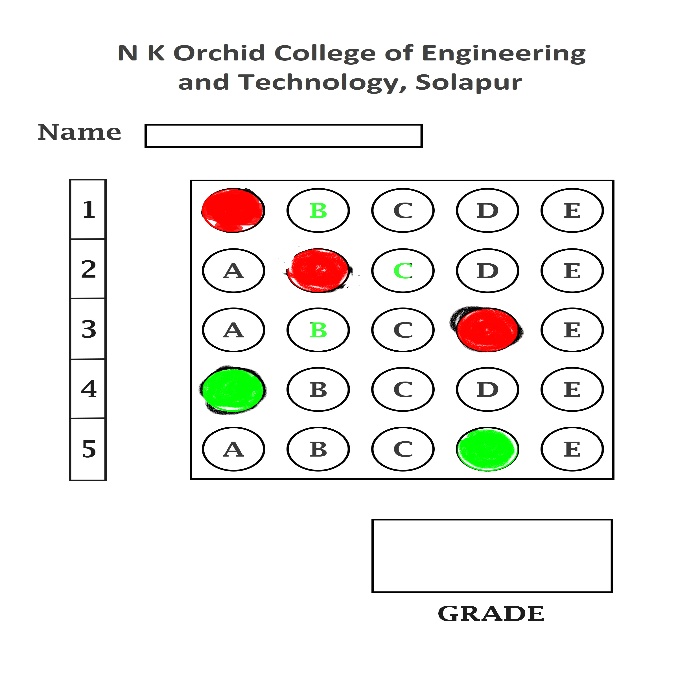 N K Orchid College of Engineering
and Technology, Solapur
Name
1 B C D E
2 A C D E
3 A B C E
4 B C D E
5 A B C E
GRADE